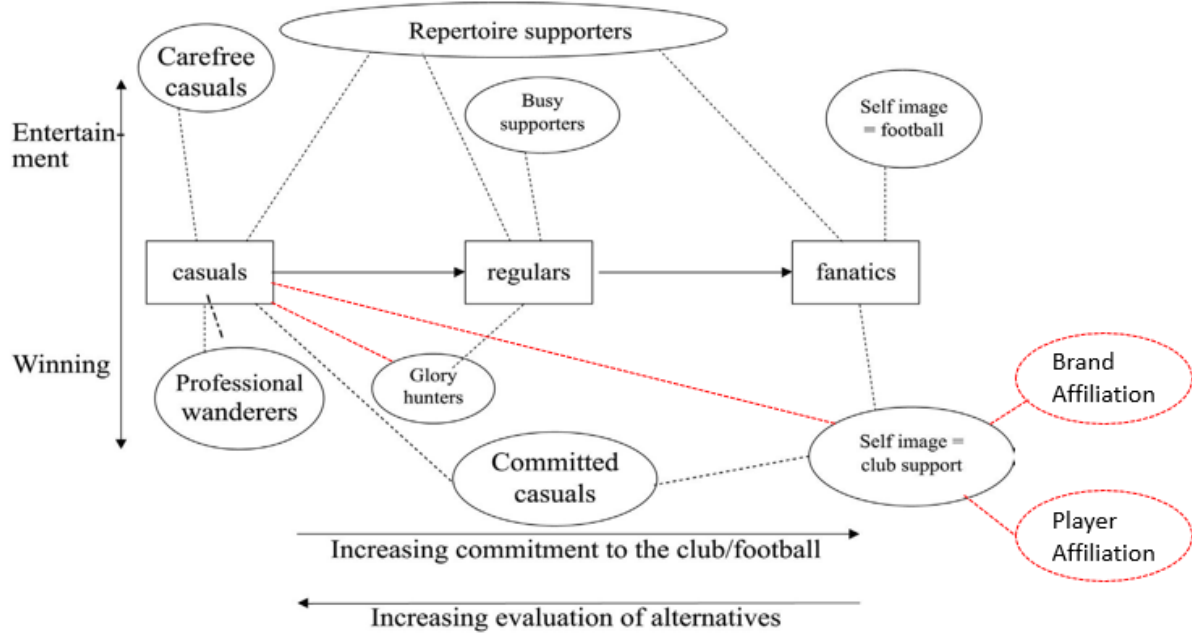 Repertoire supporters
Carefree
casuals
Busy
supporters
Self image
= football
Entertain-
ment
casuals
regulars
fanatics
Winning
Professional
wanderers
Glory
hunters
Brand
Affiliation
Committed
casuals
Self image =
club support
Player
Affiliation
Increasing commitment to the club/football
Increasing evaluation of alternatives